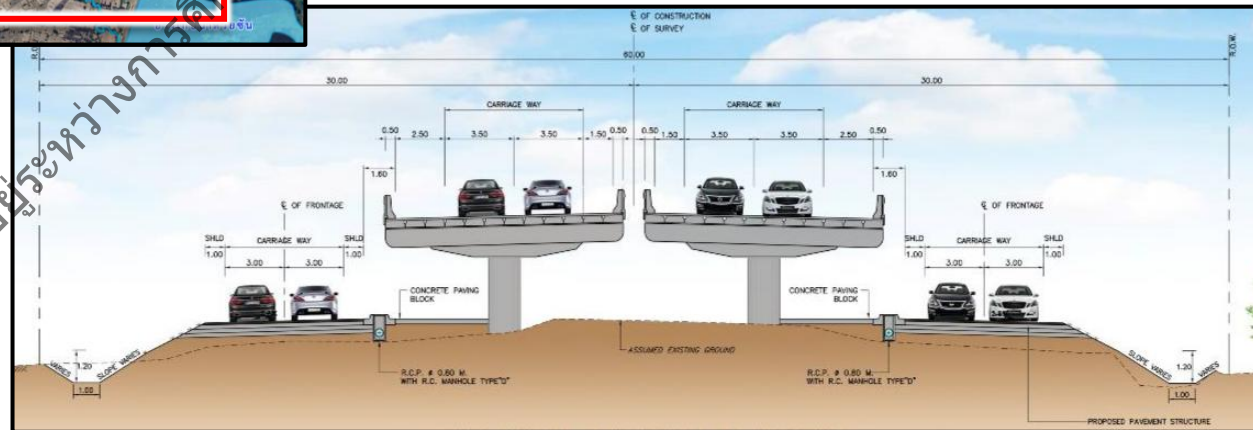 ℄ OF CONSTRUCTION
℄ OF SURVEY
R.O.W.
R.O.W.
60.00
30.00
30.00
CARRIAGE WAY
CARRIAGE WAY
0.50 2.50 3.50 3.50 1.50 0.50
0.50 1.50 3.50 3.50 2.50 0.50
1.60
1.60
℄ OF FRONTAGE
℄ OF FRONTAGE
SHLD CARRIAGE WAY SHLD
1.00 1.00
3.00 3.00
SHLD CARRIAGE WAY SHLD
1.00 1.00
3.00 3.00
CONCRETE PAVING
BLOCK
CONCRETE PAVING
BLOCK
ASSUMED EXISTING GROUND
VARIES 1.20 SLOPE VARIES
1.00
R.C.P. ø 0.60 M.
WITH R.C. MANHOLE TYPE"D"
R.C.P. ø 0.60 M.
WITH R.C. MANHOLE TYPE"D"
SLOPE VARIES 1.20 VARIES
1.00
PROPOSED PAVEMENT STRUCTURE